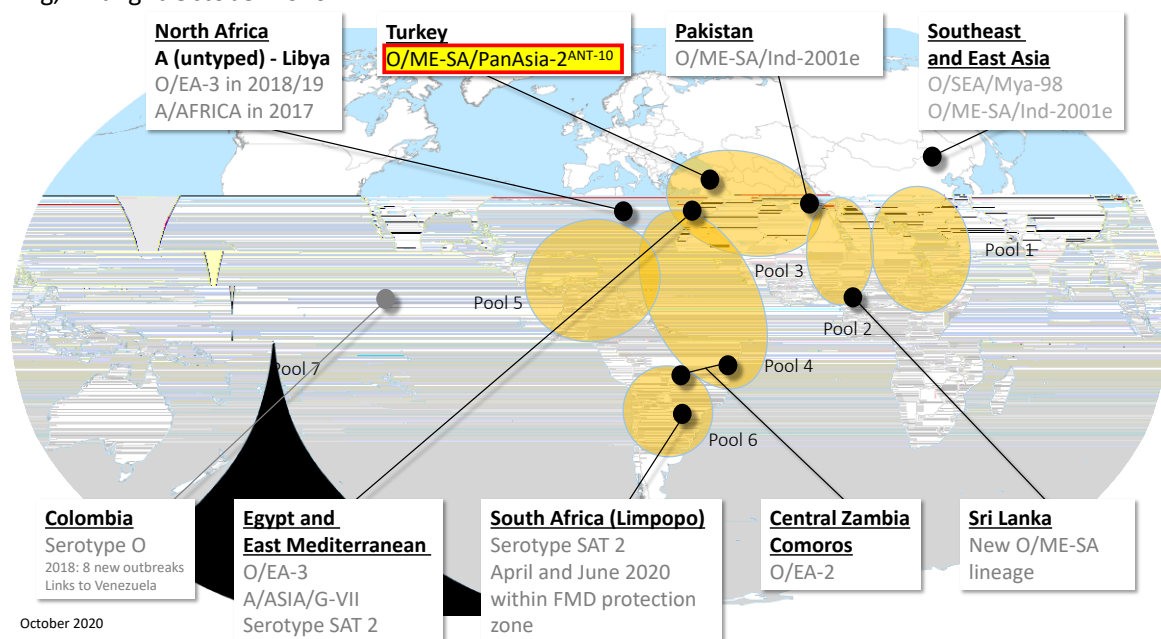 North Africa
A (untyped) - Libya
O/EA-3 in 2018/19
A/AFRICA in 2017
Turkey
O/ME-SA/PanAsia-2ANT-10
Pakistan
O/ME-SA/Ind-2001e
Southeast
and East Asia
O/SEA/Mya-98
O/ME-SA/Ind-2001e
Pool 1
Pool 3
Pool 5
Pool 2
Pool 7
Pool 4
Pool 6
Colombia
Serotype O
2018: 8 new outbreaks
Links to Venezuela
Egypt and
East Mediterranean
O/EA-3
A/ASIA/G-VII
Serotype SAT 2
South Africa (Limpopo)
Serotype SAT 2
April and June 2020
within FMD protection
zone
Central Zambia
Comoros
O/EA-2
Sri Lanka
New O/ME-SA
lineage
October 2020